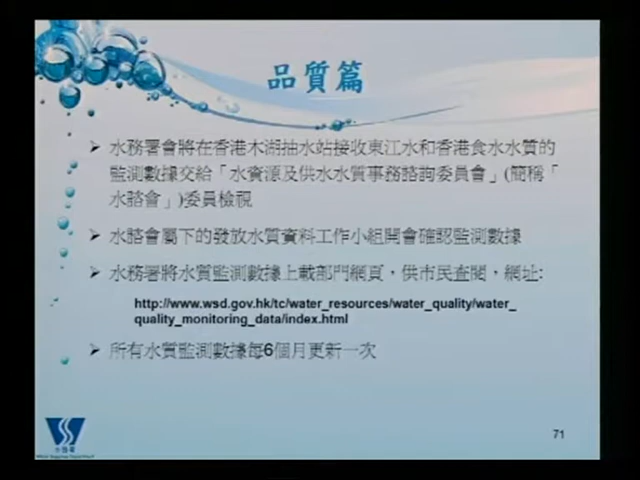 品質篇
水務署會將在香港木湖抽水站接收東江水和香港食水水質的
監測數據交給「水資源及供水水質事務諮詢委員會」(簡稱「
水諮會」)委員檢視
水諮會屬下的發放水質資料工作小組開會確認監測數據
水務署將水質監測數據上載部門網頁，供市民查閱，網址:
http://www.wsd.gov.hk/tc/water_resources/water_quality/water_
quality_monitoring_data/index.html
所有水質監測數據每6個月更新一次
水務署
71